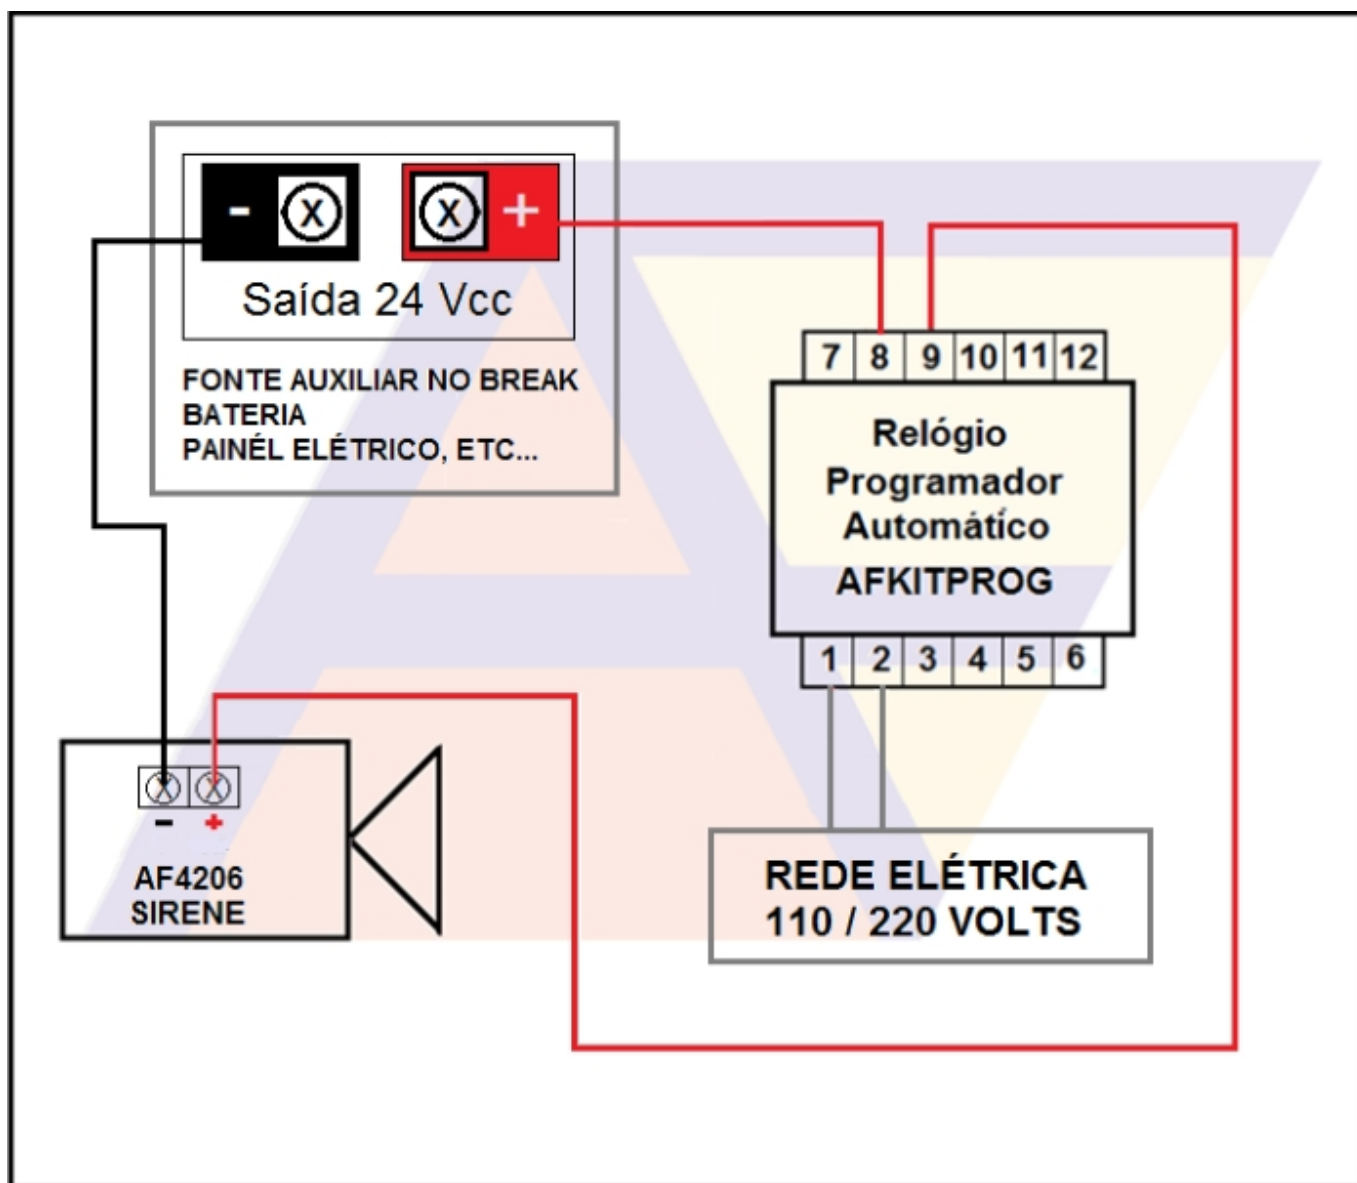 - X X +
Saída 24 Vcc
FONTE AUXILIAR NO BREAK
BATERIA
PAINÉL ELÉTRICO, ETC...
7 8 9 10 11 12
Relógio
Programador
Automátíco
AFKITPROG
1 2 3 4 5 6
X X
- +
AF4206
SIRENE
REDE ELÉTRICA
110 / 220 VOLTS